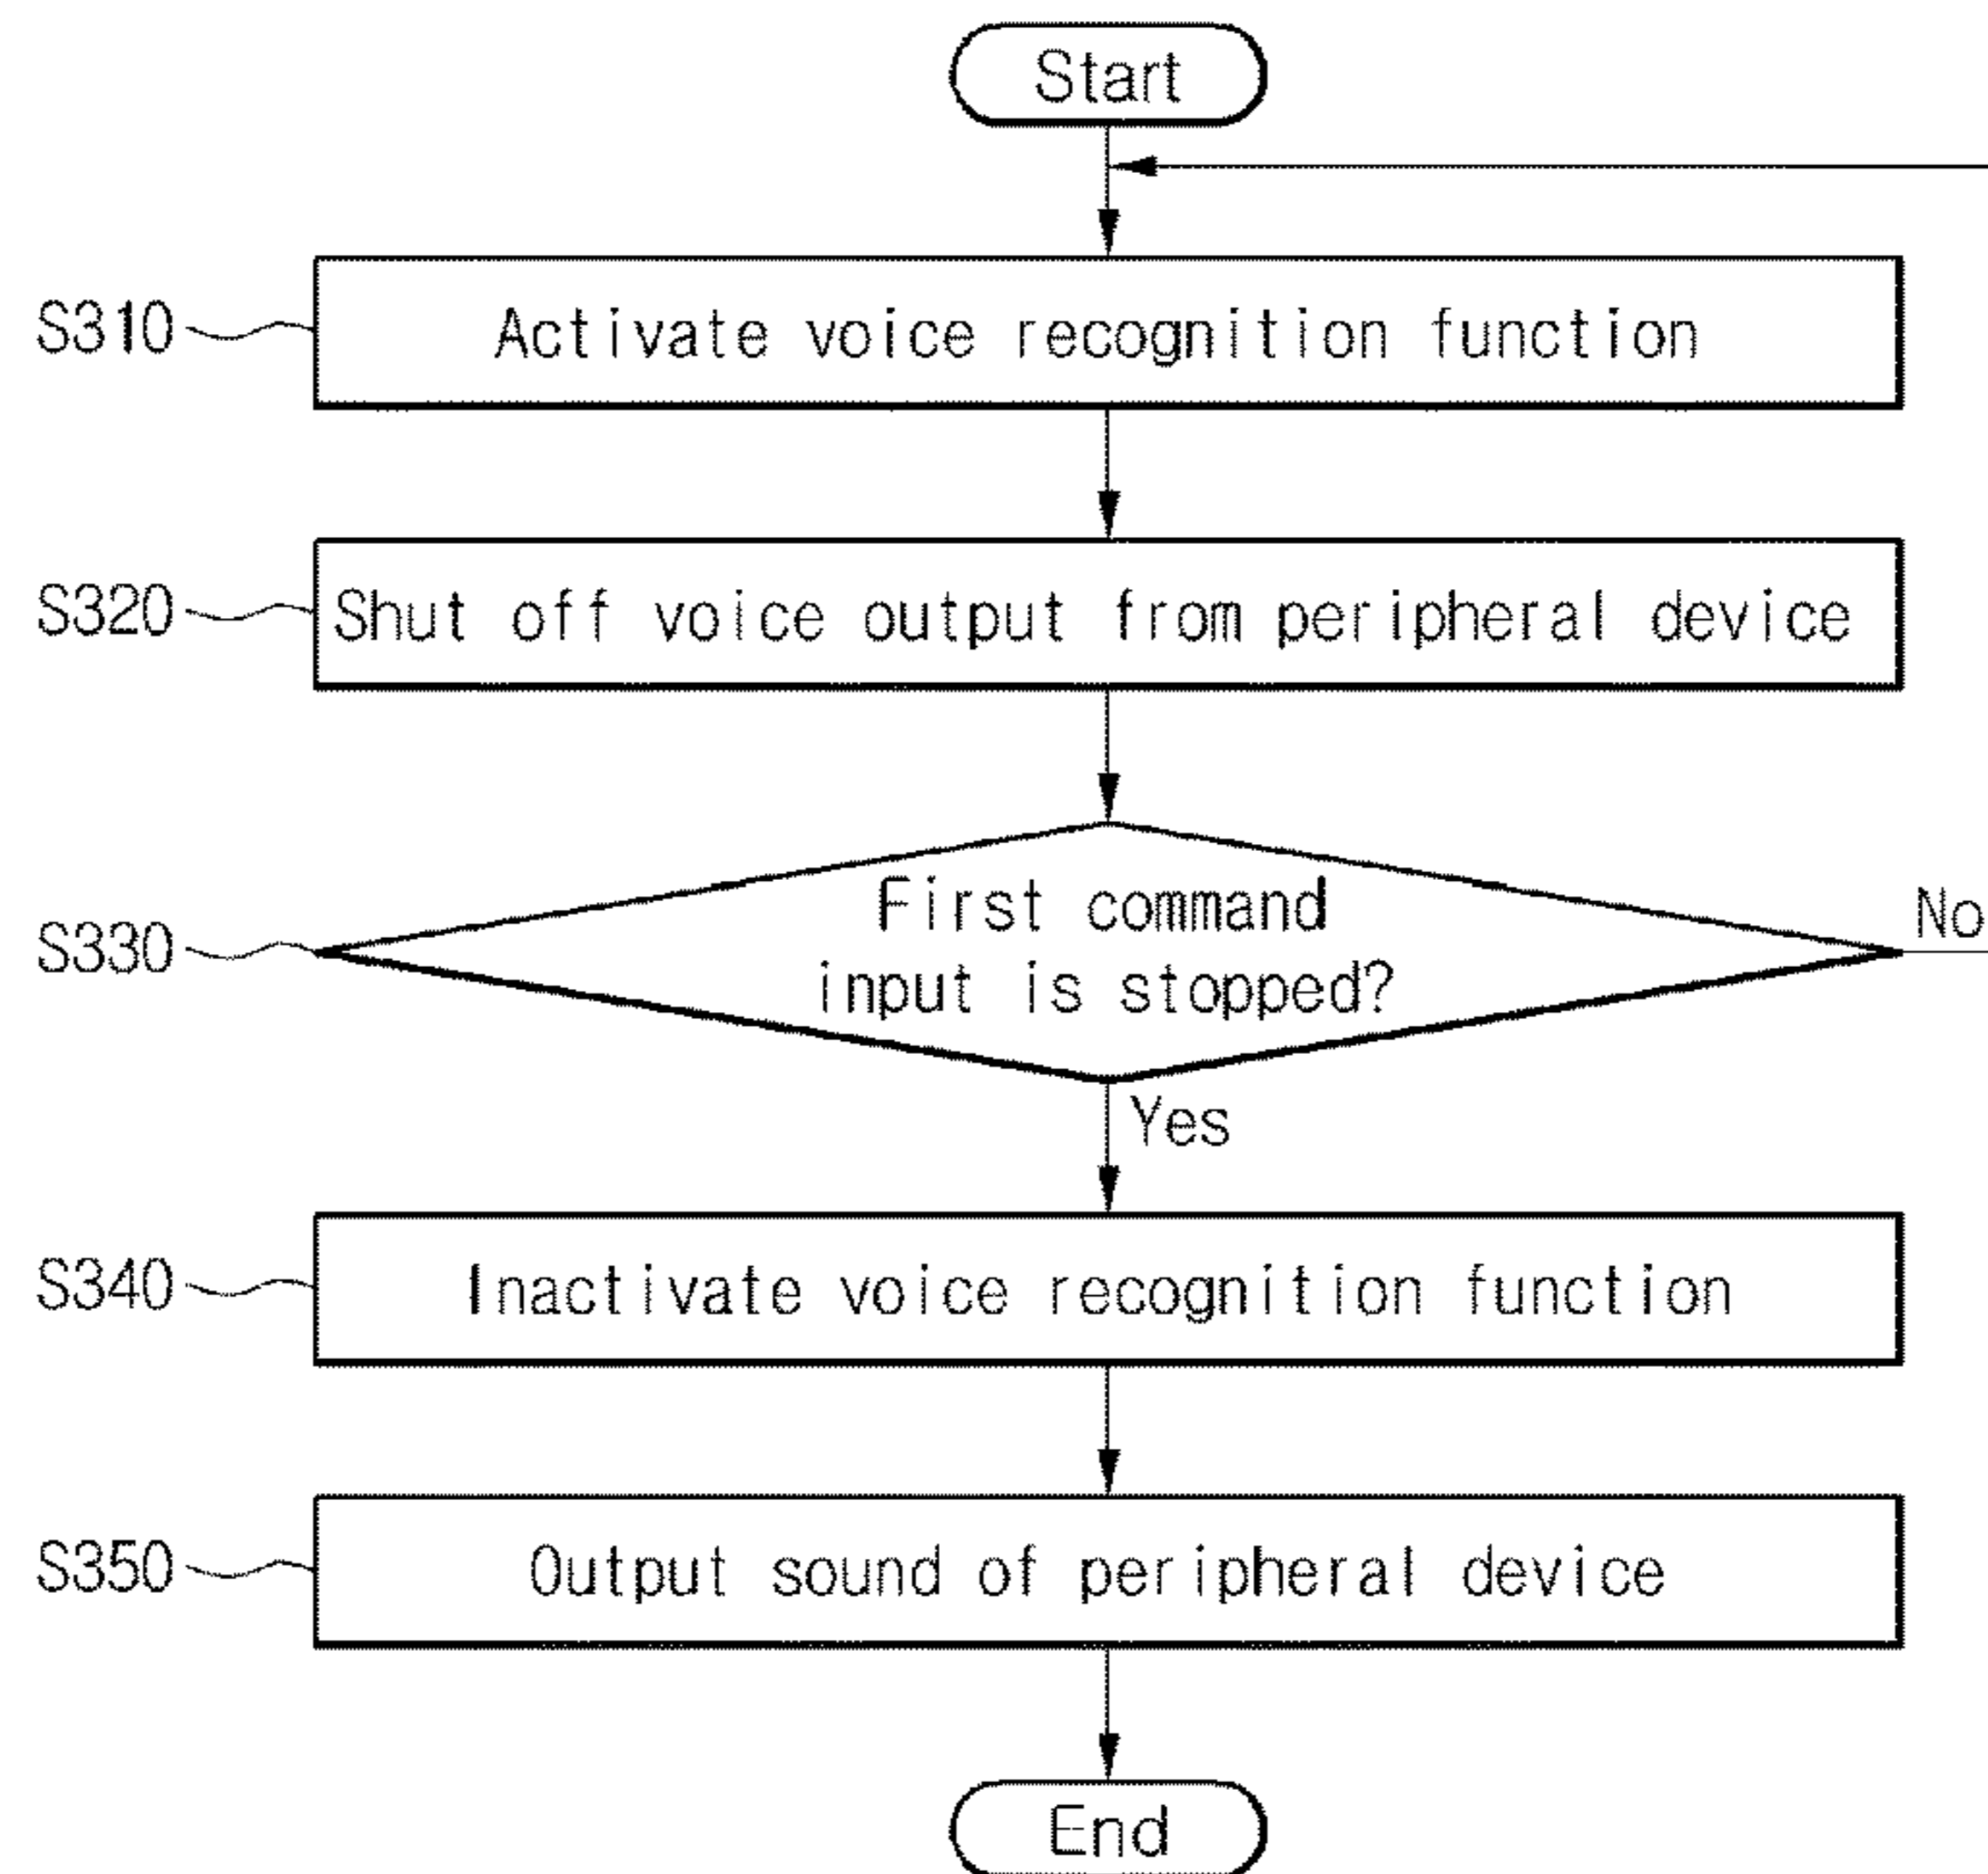 Start
S310
Activate voice recognition function
S320
Shut off voice output from peripheral device
S330
First command
input is stopped?
No
Yes
S340
Inactivate voice recognition function
S350
Output sound of peripheral device
End